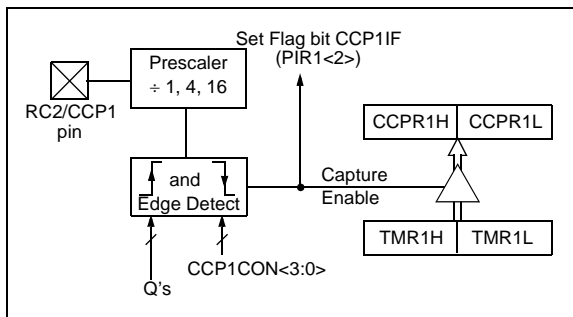 Set Flag bit CCP1IF
(PIR1<2>)
Prescaler
÷ 1, 4, 16
RC2/CCP1
pin
CCPR1H CCPR1L
and
Edge Detect
Capture
Enable
TMR1H TMR1L
CCP1CON<3:0>
Q's